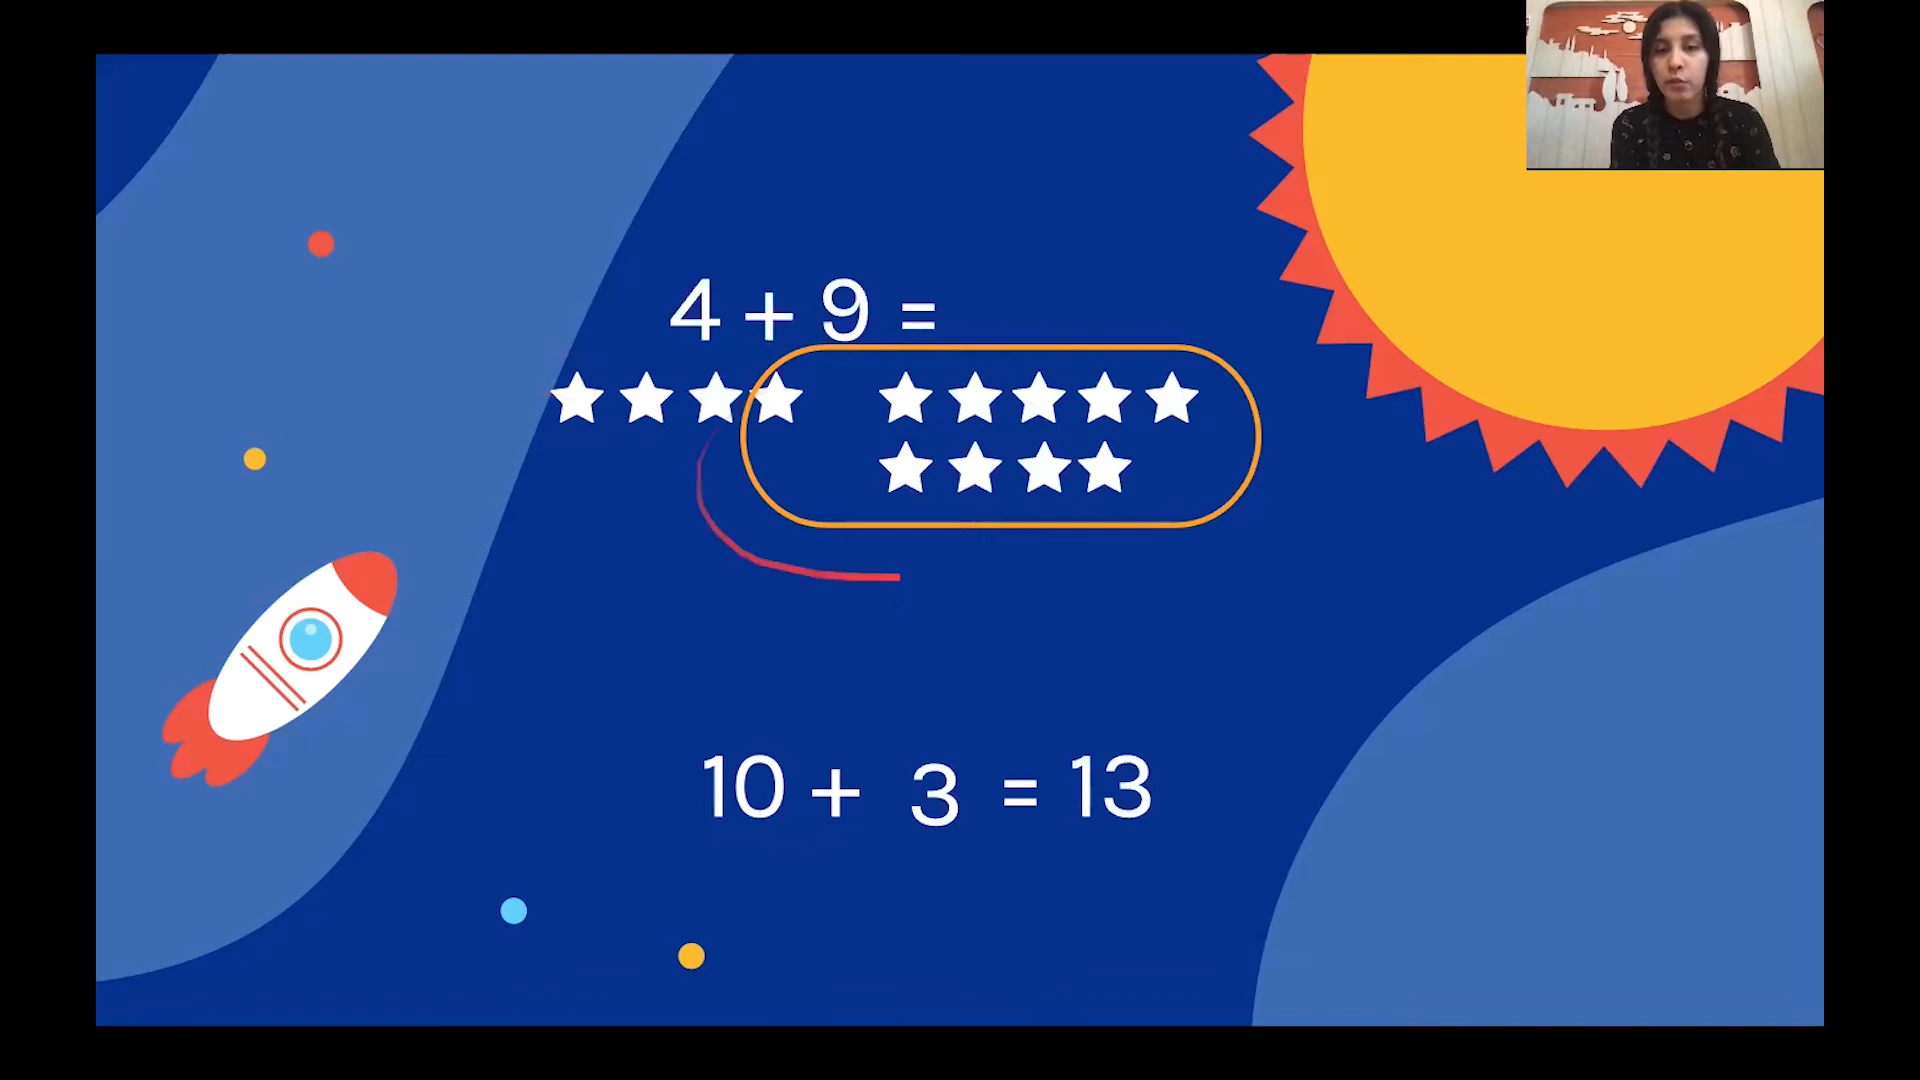 4 + 9 =
10 + 3 = 13